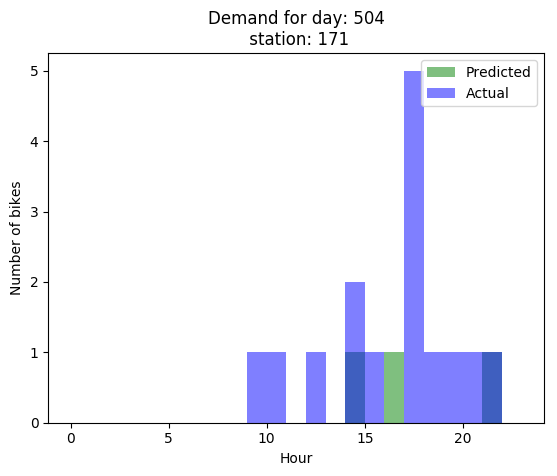 Demand for day: 504
station: 171
Predicted
Actual
Number of bikes
5
4
3
2
1
0
0 5 10 15 20
Hour